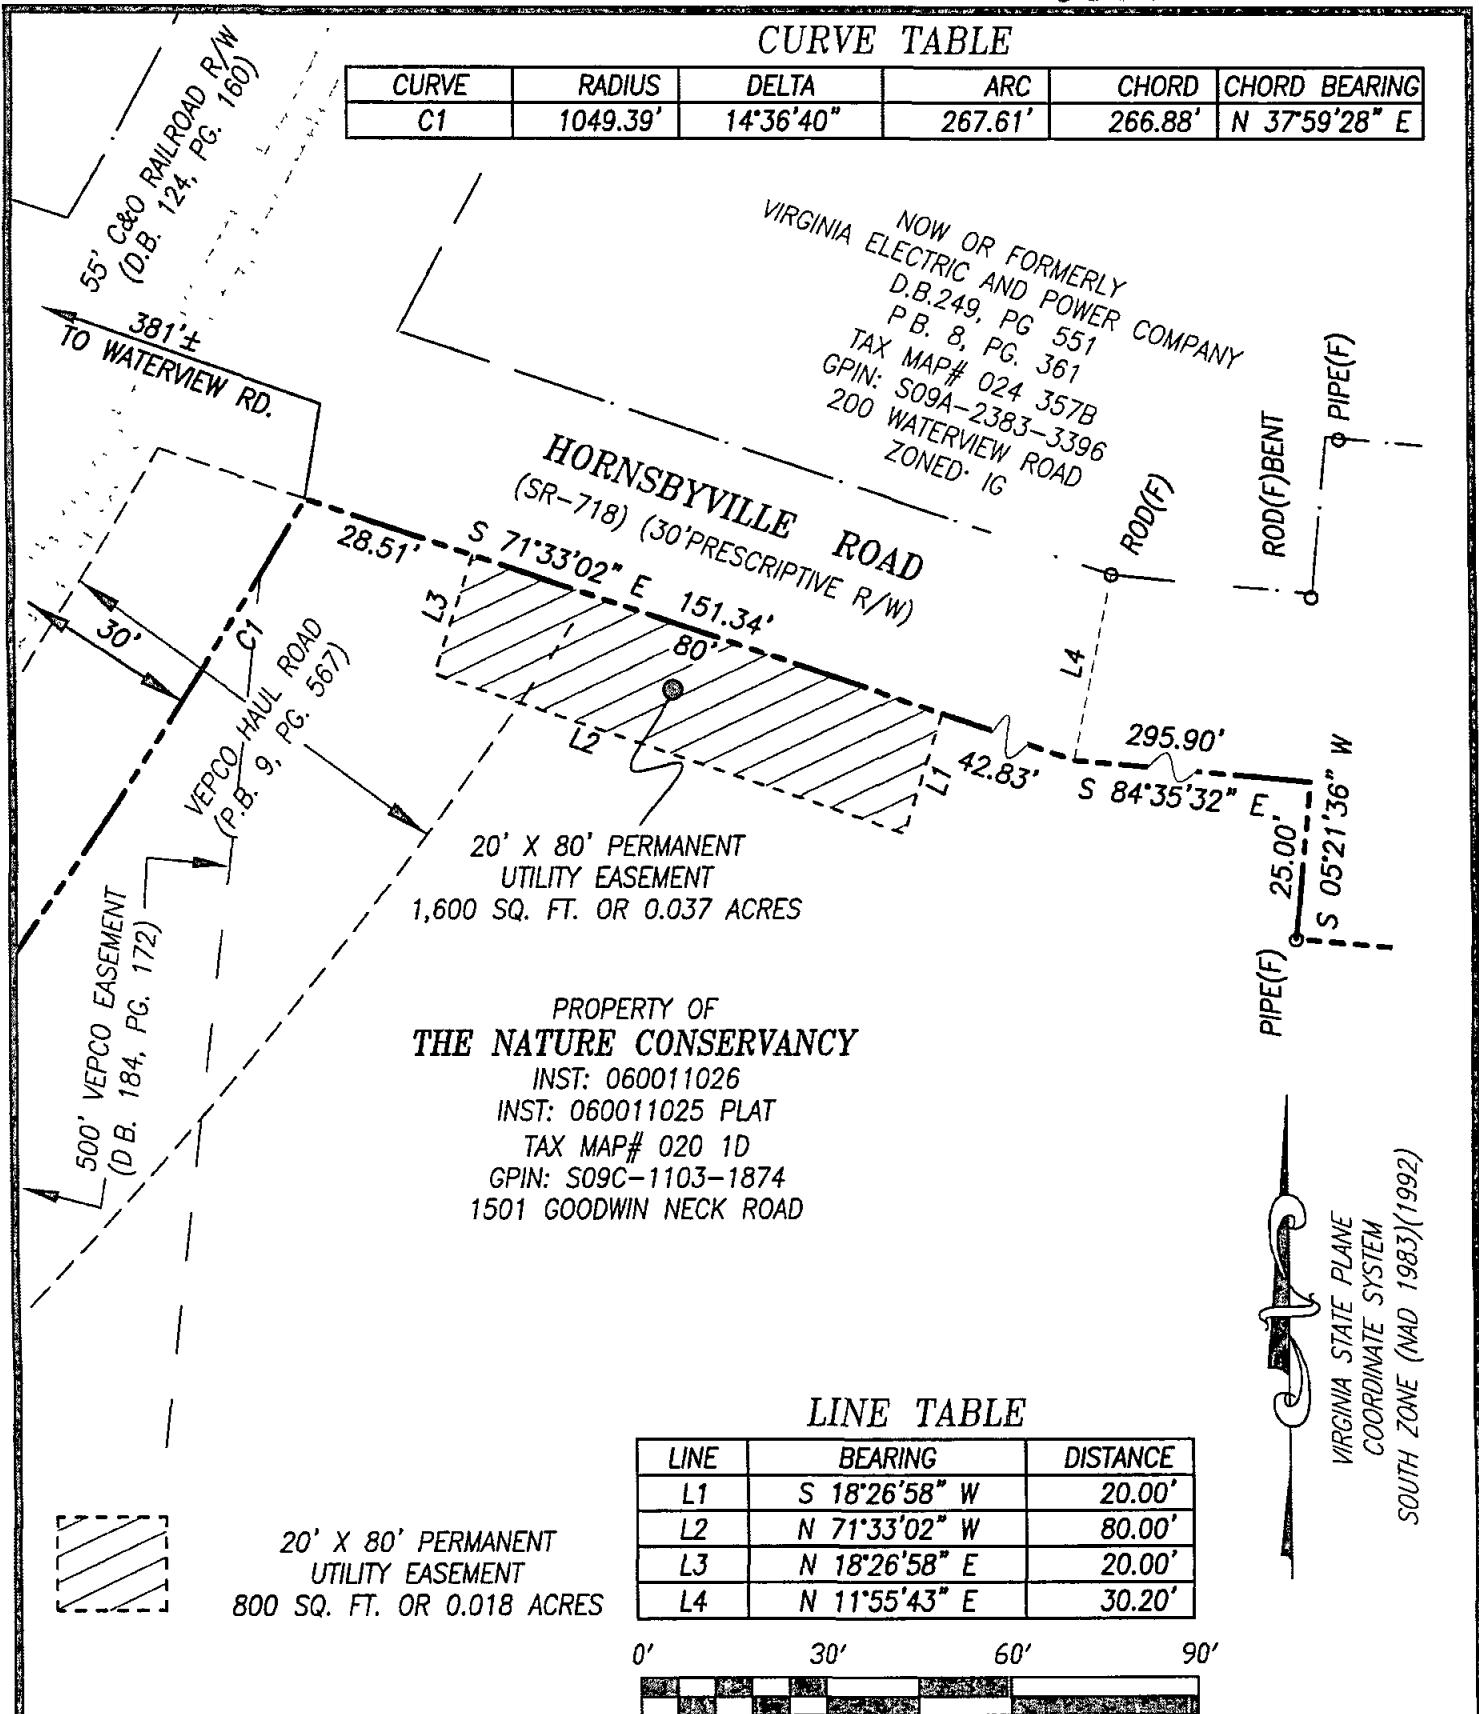 CURVE TABLE
CURVE RADIUS DELTA ARC CHORD CHORD BEARING
C1 1049.39' 14°36'40" 267.61' 266.88' N 37°59'28" E
55' C&O RAILROAD R/W
(D.B. 124, PG. 160)
381'±
TO WATERVIEW RD.
NOW OR FORMERLY
VIRGINIA ELECTRIC AND POWER COMPANY
D.B.249, PG 551
P B. 8, PG. 361
TAX MAP# 024 357B
GPIN: S09A-2383-3396
200 WATERVIEW ROAD
ZONED: IG
PIPE(F)
ROD(F)BENT
ROD(F)
HORNSBYVILLE ROAD
(SR-718) (30'PRESCRIPTIVE R/W)
28.51'
S 71°33'02" E 151.34'
80'
L3
L2
L1
L4
42.83'
295.90'
S 84°35'32" E
25.00'
S 05°21'36" W
PIPE(F)
30'
C1
VEPCO HAUL ROAD
(P.B. 9, PG. 567)
20' X 80' PERMANENT
UTILITY EASEMENT
1,600 SQ. FT. OR 0.037 ACRES
500' VEPCO EASEMENT
(D B. 184, PG. 172)
PROPERTY OF
THE NATURE CONSERVANCY
INST: 060011026
INST: 060011025 PLAT
TAX MAP# 020 1D
GPIN: S09C-1103-1874
1501 GOODWIN NECK ROAD
VIRGINIA STATE PLANE
COORDINATE SYSTEM
SOUTH ZONE (NAD 1983)(1992)
LINE TABLE
LINE BEARING DISTANCE
L1 S 18°26'58" W 20.00'
L2 N 71°33'02" W 80.00'
L3 N 18°26'58" E 20.00'
L4 N 11°55'43" E 30.20'
20' X 80' PERMANENT
UTILITY EASEMENT
800 SQ. FT. OR 0.018 ACRES
0' 30' 60' 90'